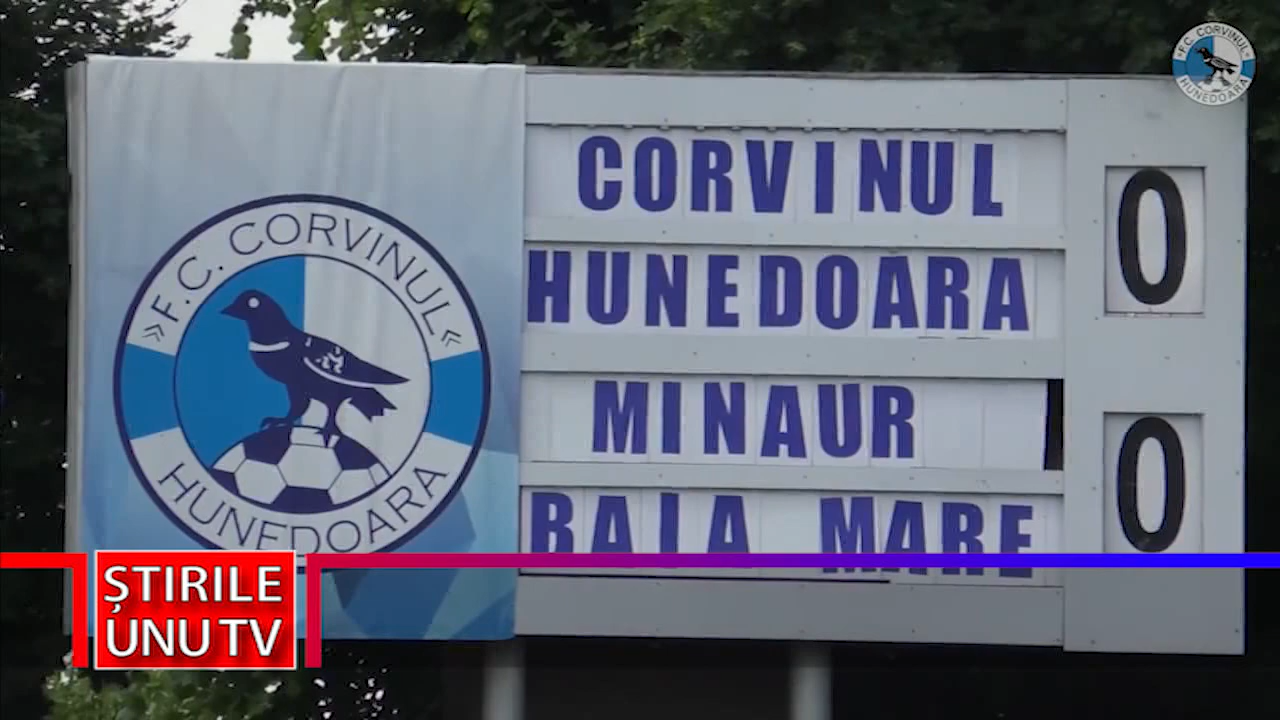 F.C. CORVINUL
HUNEDOARA
CORVINUL
HUNEDOARA
0
MINAUR
BAIA MARE
0
F.C. CORVINUL
HUNEDOARA
ȘTIRILE
UNU TV